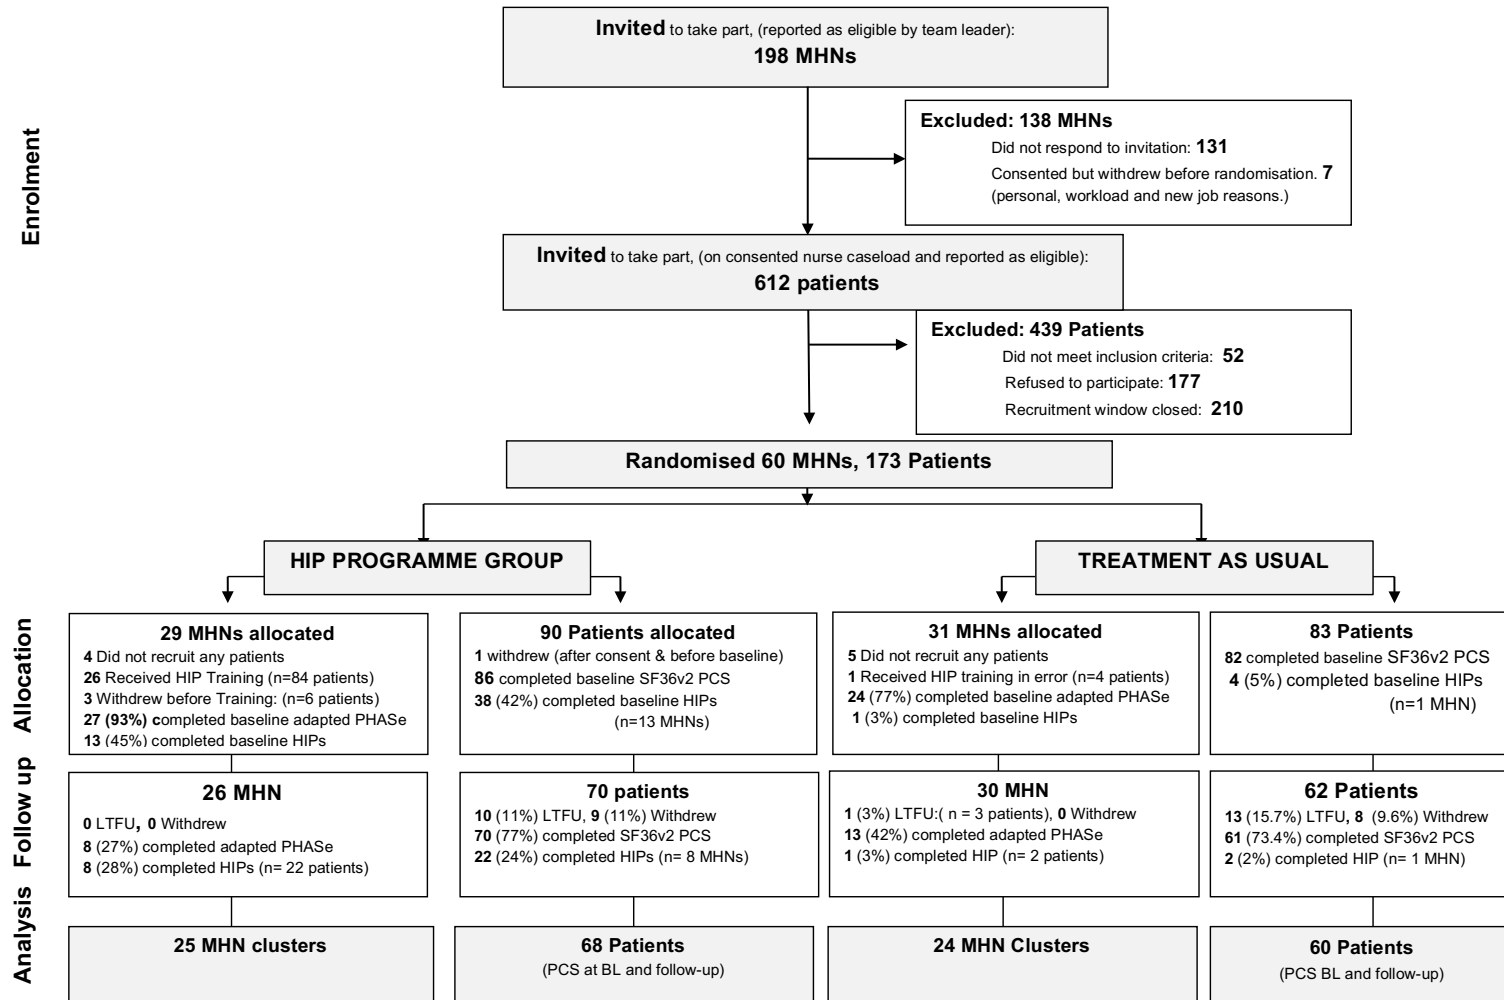 Enrolment
Invited to take part, (reported as eligible by team leader):
198 MHNs
Excluded: 138 MHNs
Did not respond to invitation: 131
Consented but withdrew before randomisation. 7
(personal, workload and new job reasons.)
Invited to take part, (on consented nurse caseload and reported as eligible):
612 patients
Excluded: 439 Patients
Did not meet inclusion criteria: 52
Refused to participate: 177
Recruitment window closed: 210
Randomised 60 MHNs, 173 Patients
HIP PROGRAMME GROUP
TREATMENT AS USUAL
Allocation
29 MHNs allocated
4 Did not recruit any patients
26 Received HIP Training (n=84 patients)
3 Withdrew before Training: (n=6 patients)
27 (93%) completed baseline adapted PHASe
13 (45%) completed baseline HIPs
90 Patients allocated
1 withdrew (after consent & before baseline)
86 completed baseline SF36v2 PCS
38 (42%) completed baseline HIPs
(n=13 MHNs)
31 MHNs allocated
5 Did not recruit any patients
1 Received HIP training in error (n=4 patients)
24 (77%) completed baseline adapted PHASe
1 (3%) completed baseline HIPs
83 Patients
82 completed baseline SF36v2 PCS
4 (5%) completed baseline HIPs
(n=1 MHN)
Follow up
26 MHN
0 LTFU, 0 Withdrew
8 (27%) completed adapted PHASe
8 (28%) completed HIPs (n= 22 patients)
70 patients
10 (11%) LTFU, 9 (11%) Withdrew
70 (77%) completed SF36v2 PCS
22 (24%) completed HIPs (n= 8 MHNs)
30 MHN
1 (3%) LTFU:( n = 3 patients), 0 Withdrew
13 (42%) completed adapted PHASe
1 (3%) completed HIP (n= 2 patients)
62 Patients
13 (15.7%) LTFU, 8 (9.6%) Withdrew
61 (73.4%) completed SF36v2 PCS
2 (2%) completed HIP (n= 1 MHN)
Analysis
25 MHN clusters
68 Patients
(PCS at BL and follow-up)
24 MHN Clusters
60 Patients
(PCS BL and follow-up)